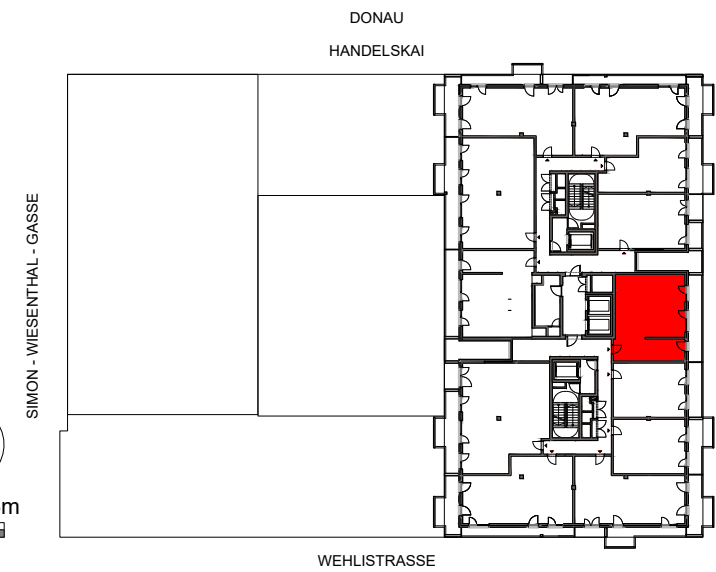 DONAU
HANDELSKAI
SIMON - WIESENTHAL - GASSE
m
WEHLISTRASSE